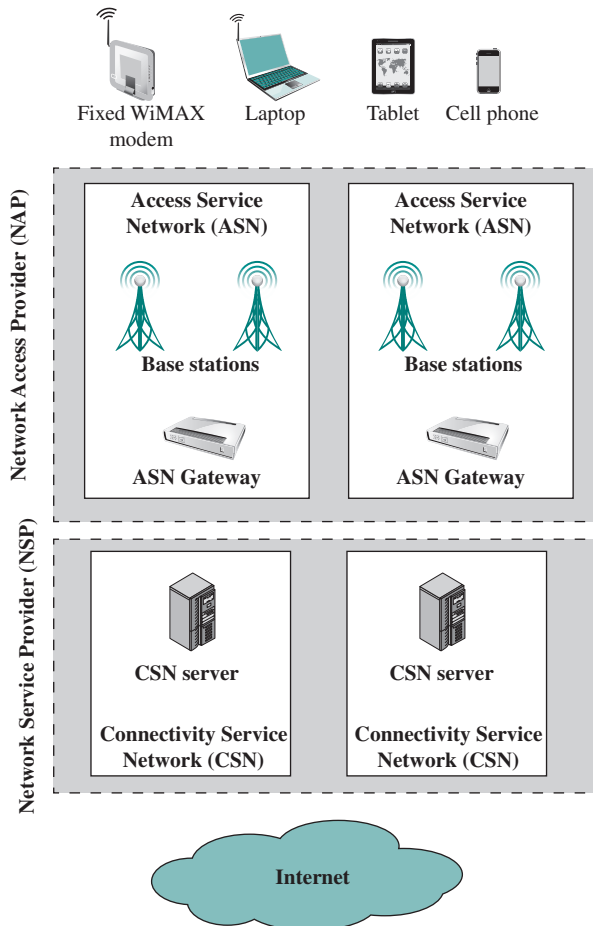 Fixed WiMAX
modem
Laptop
Tablet
Cell phone
Network Access Provider (NAP)
Access Service
Network (ASN)
Base stations
ASN Gateway
Access Service
Network (ASN)
Base stations
ASN Gateway
Network Service Provider (NSP)
CSN server
Connectivity Service
Network (CSN)
CSN server
Connectivity Service
Network (CSN)
Internet